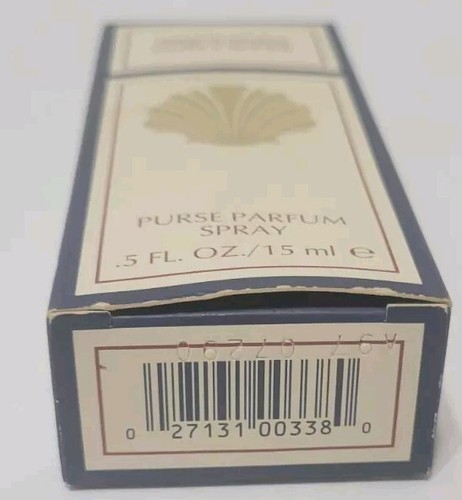 PURSE PARFUM
SPRAY
.5 FL. OZ./15 ml ℮
0 27131 00338 0